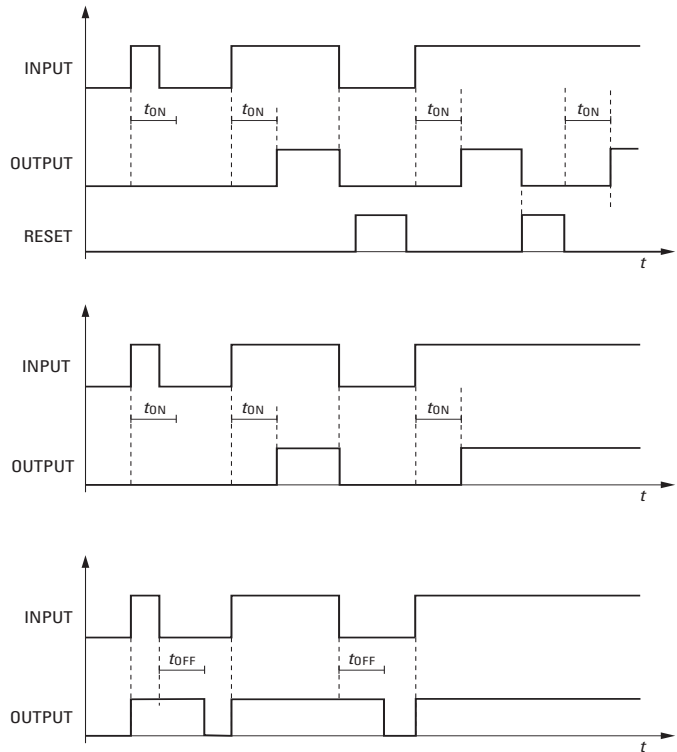 INPUT
tON tON tON tON
OUTPUT
RESET
t
INPUT
tON tON tON
OUTPUT
t
INPUT
tOFF tOFF
OUTPUT
t